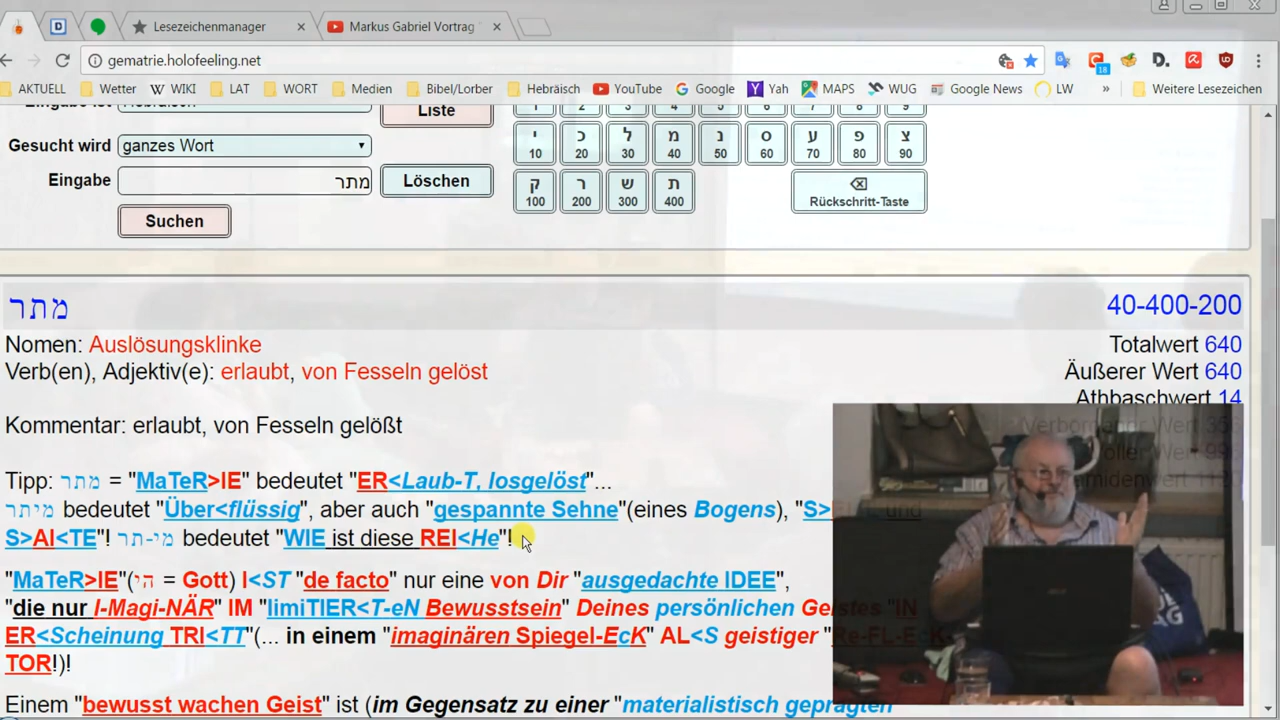 Lesezeichenmanager
Markus Gabriel Vortrag
gematrie.holofeeling.net
18
AKTUELL Wetter WIKI LAT WORT Medien Bibel/Lorber Hebräisch YouTube Google Yah MAPS WUG Google News LW » Weitere Lesezeichen
Liste
Gesucht wird ganzes Wort
Eingabe מתר Löschen
Suchen
י כ ל מ נ ס ע פ צ
10 20 30 40 50 60 70 80 90
ק ר ש ת
100 200 300 400 Rückschritt-Taste
מתר 40-400-200
Nomen: Auslösungsklinke Totalwert 640
Verb(en), Adjektiv(e): erlaubt, von Fesseln gelöst Äußerer Wert 640
Athbaschwert 14
Kommentar: erlaubt, von Fesseln gelößt
Tipp: מתר = "MaTeR>IE" bedeutet "ER<Laub-T, losgelöst"...
מיתר bedeutet "Über<flüssig", aber auch "gespannte Sehne"(eines Bogens), "S> und
S>AI<TE"! מי-תר bedeutet "WIE ist diese REI<He"!
"MaTeR>IE"(הי = Gott) I<ST "de facto" nur eine von Dir "ausgedachte IDEE",
"die nur I-Magi-NÄR" IM "limiTIER<T-eN Bewusstsein" Deines persönlichen Geistes "IN
ER<Scheinung TRI<TT"(... in einem "imaginären Spiegel-EcK" AL<S geistiger "Re-FL-EcK-
TOR!)!
Einem "bewusst wachen Geist" ist (im Gegensatz zu einer "materialistisch geprägten